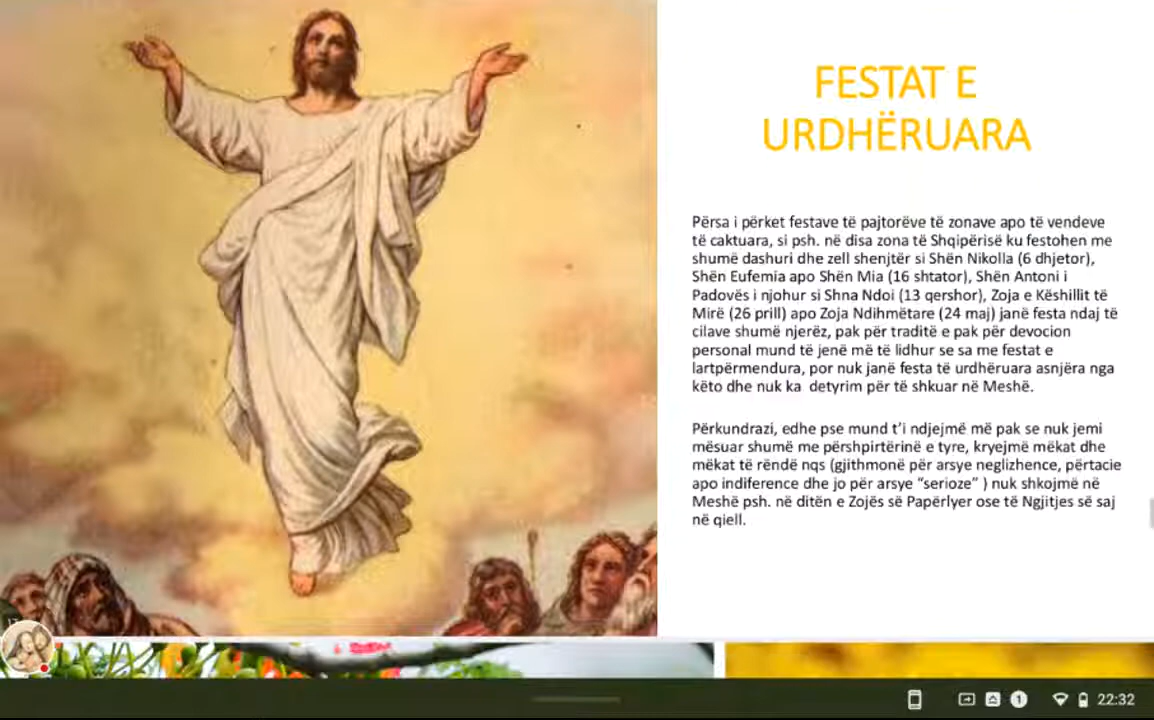 FESTAT E
URDHËRUARA
Përsa i përket festave të pajtorëve të zonave apo të vendeve
të caktuara, si psh. në disa zona të Shqipërisë ku festohen me
shumë dashuri dhe zell shenjtër si Shën Nikolla (6 dhjetor),
Shën Eufemia apo Shën Mia (16 shtator), Shën Antoni i
Padovës i njohur si Shna Ndoi (13 qershor), Zoja e Këshillit të
Mirë (26 prill) apo Zoja Ndihmëtare (24 maj) janë festa ndaj të
cilave shumë njerëz, pak për traditë e pak për devocion
personal mund të jenë më të lidhur se sa me festat e
lartpërmendura, por nuk janë festa të urdhëruara asnjëra nga
këto dhe nuk ka detyrim për të shkuar në Meshë.
Përkundrazi, edhe pse mund t’i ndjejmë më pak se nuk jemi
mësuar shumë me përshpirtërinë e tyre, kryejmë mëkat dhe
mëkat të rëndë nqs (gjithmonë për arsye neglizhence, përtacie
apo indiference dhe jo për arsye “serioze” ) nuk shkojmë në
Meshë psh. në ditën e Zojës së Papërlyer ose të Ngjitjes së saj
në qiell.
1
22:32